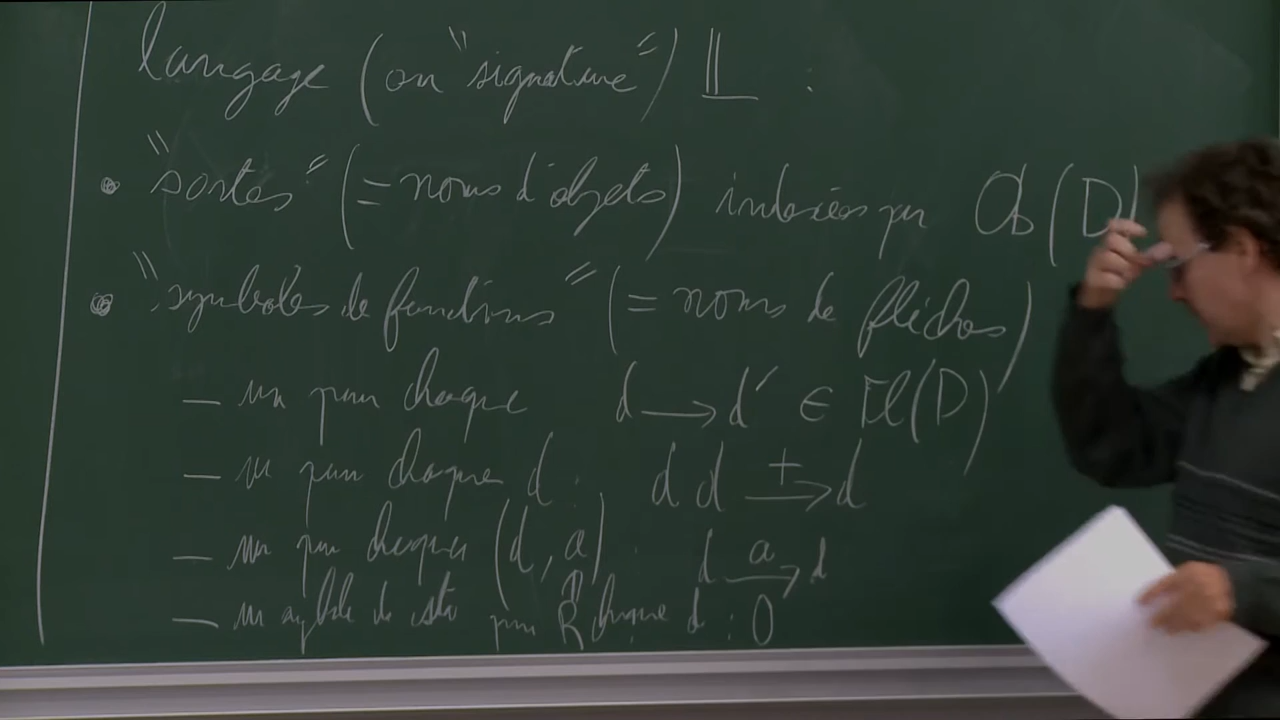 langage (ou "signature") 𝕃 :
• "sortes" (= noms d'objets) indexées par Ob(D)
• "symboles de fonctions" (= noms de flèches)
— un pour chaque d → d' ∈ Fl(D)
— un pour chaque d : d d +→ d
— un pour chaque (d, a) : d a→ d
— un symbole de cste pour chaque d : 0
R